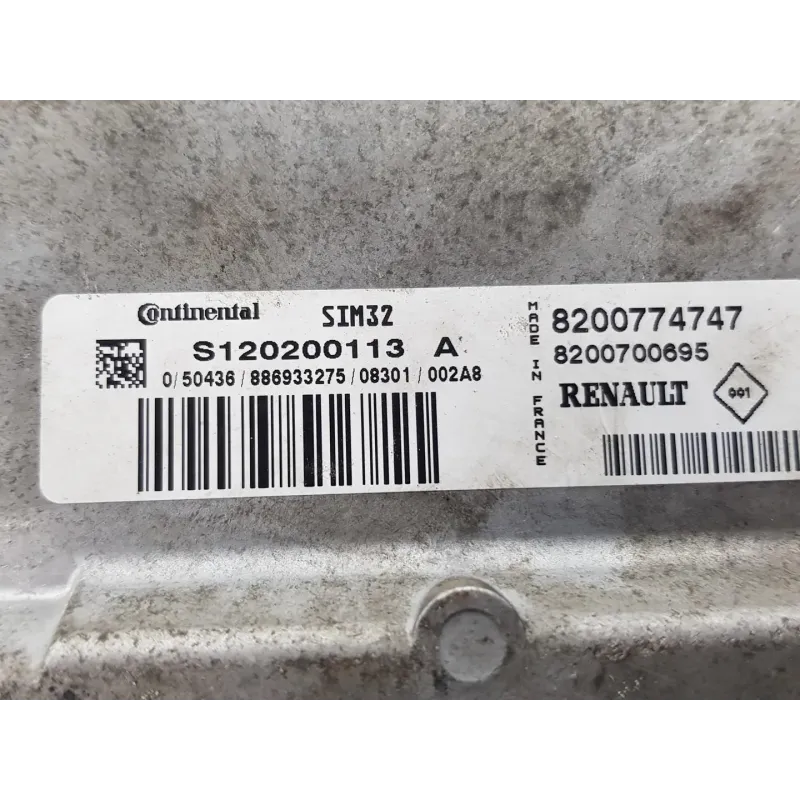 Continental SIM32
S120200113 A
0/50436/886933275/08301/002A8
MADE IN FRANCE
8200774747
8200700695
RENAULT
001